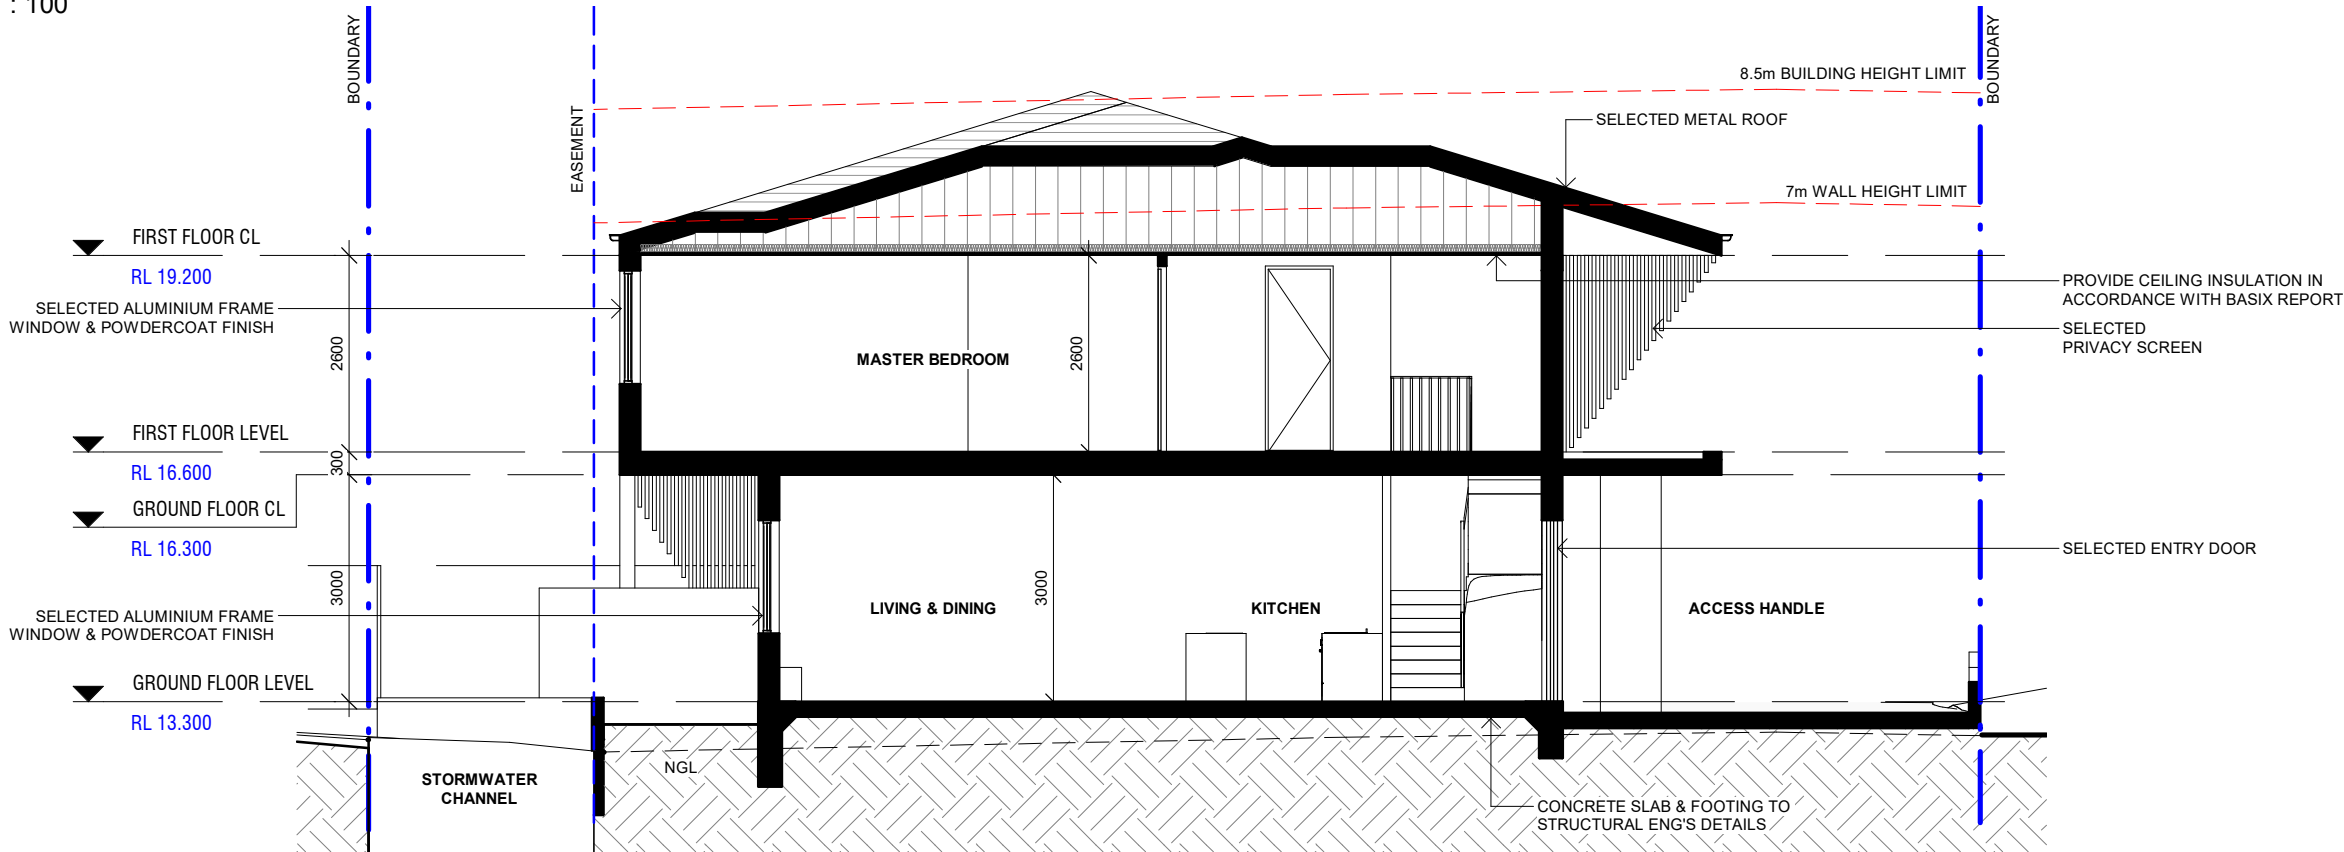 : 100
BOUNDARY
EASEMENT
BOUNDARY
8.5m BUILDING HEIGHT LIMIT
SELECTED METAL ROOF
7m WALL HEIGHT LIMIT
FIRST FLOOR CL
RL 19.200
SELECTED ALUMINIUM FRAME
WINDOW & POWDERCOAT FINISH
PROVIDE CEILING INSULATION IN
ACCORDANCE WITH BASIX REPORT
SELECTED
PRIVACY SCREEN
2600
MASTER BEDROOM
2600
FIRST FLOOR LEVEL
RL 16.600
300
GROUND FLOOR CL
RL 16.300
SELECTED ENTRY DOOR
3000
LIVING & DINING
3000
KITCHEN
ACCESS HANDLE
SELECTED ALUMINIUM FRAME
WINDOW & POWDERCOAT FINISH
GROUND FLOOR LEVEL
RL 13.300
NGL
STORMWATER
CHANNEL
CONCRETE SLAB & FOOTING TO
STRUCTURAL ENG'S DETAILS